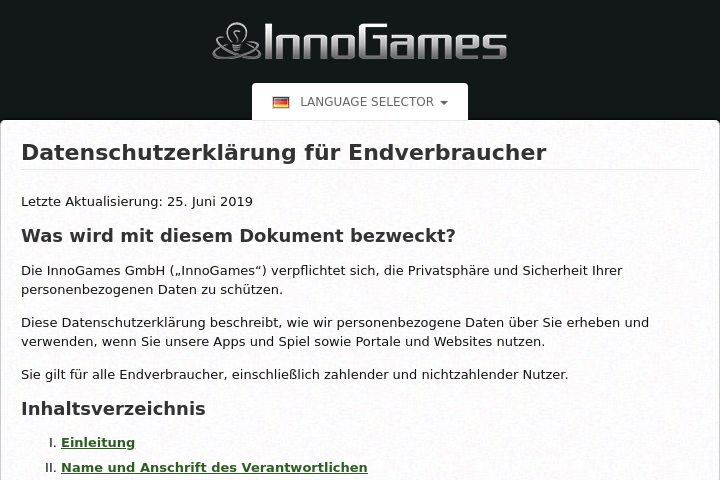 InnoGames
LANGUAGE SELECTOR
Datenschutzerklärung für Endverbraucher
Letzte Aktualisierung: 25. Juni 2019
Was wird mit diesem Dokument bezweckt?
Die InnoGames GmbH („InnoGames“) verpflichtet sich, die Privatsphäre und Sicherheit Ihrer
personenbezogenen Daten zu schützen.
Diese Datenschutzerklärung beschreibt, wie wir personenbezogene Daten über Sie erheben und
verwenden, wenn Sie unsere Apps und Spiel sowie Portale und Websites nutzen.
Sie gilt für alle Endverbraucher, einschließlich zahlender und nichtzahlender Nutzer.
Inhaltsverzeichnis
I. Einleitung
II. Name und Anschrift des Verantwortlichen